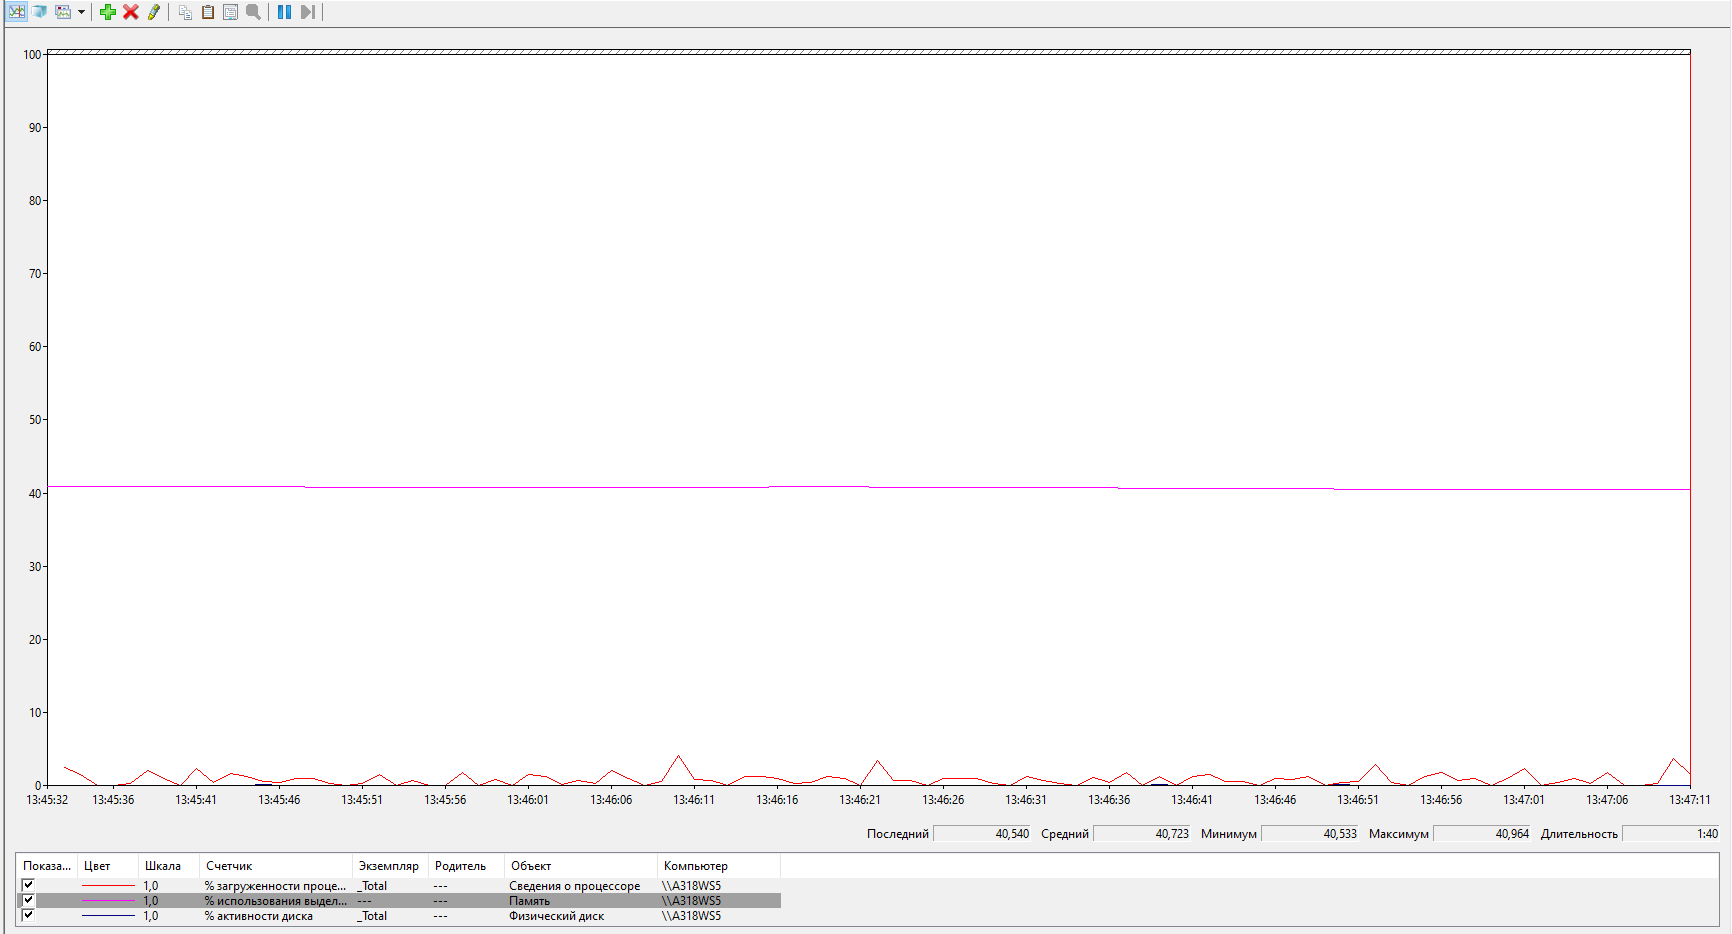 100
90
80
70
60
50
40
30
20
10
0
13:45:32 13:45:36 13:45:41 13:45:46 13:45:51 13:45:56 13:46:01 13:46:06 13:46:11 13:46:16 13:46:21 13:46:26 13:46:31 13:46:36 13:46:41 13:46:46 13:46:51 13:46:56 13:47:01 13:47:06 13:47:11
Последний 40,540 Средний 40,723 Минимум 40,533 Максимум 40,964 Длительность 1:40
Показа... Цвет Шкала Счетчик Экземпляр Родитель Объект Компьютер
1,0 % загруженности проце... _Total --- Сведения о процессоре \\A318WS5
1,0 % использования выдел... --- --- Память \\A318WS5
1,0 % активности диска _Total --- Физический диск \\A318WS5